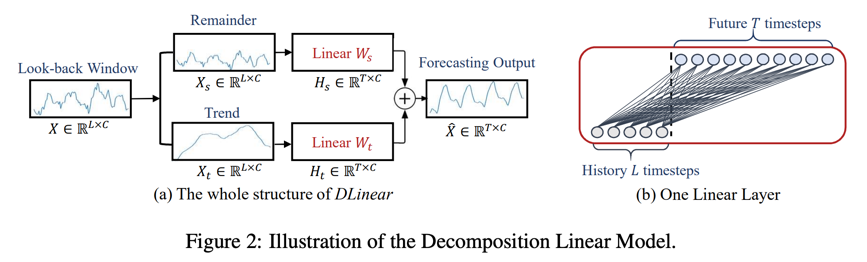 Look-back Window
X ∈ ℝ^{L×C}
Remainder
X_s ∈ ℝ^{L×C}
Trend
X_t ∈ ℝ^{L×C}
Linear W_s
H_s ∈ ℝ^{T×C}
Linear W_t
H_t ∈ ℝ^{T×C}
+
Forecasting Output
X̂ ∈ ℝ^{T×C}
(a) The whole structure of DLinear
Future T timesteps
History L timesteps
(b) One Linear Layer
Figure 2: Illustration of the Decomposition Linear Model.